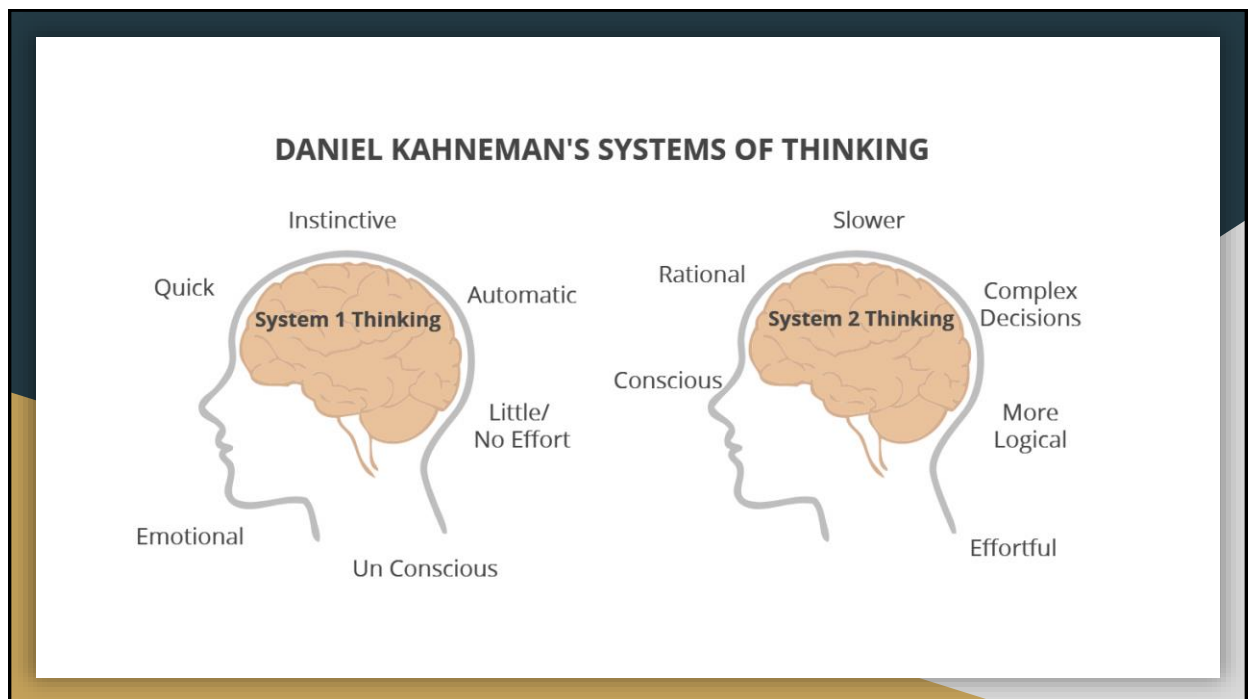 DANIEL KAHNEMAN'S SYSTEMS OF THINKING
Instinctive
Quick
Automatic
System 1 Thinking
Little/
No Effort
Emotional
Un Conscious
Slower
Rational
Complex
Decisions
System 2 Thinking
Conscious
More
Logical
Effortful